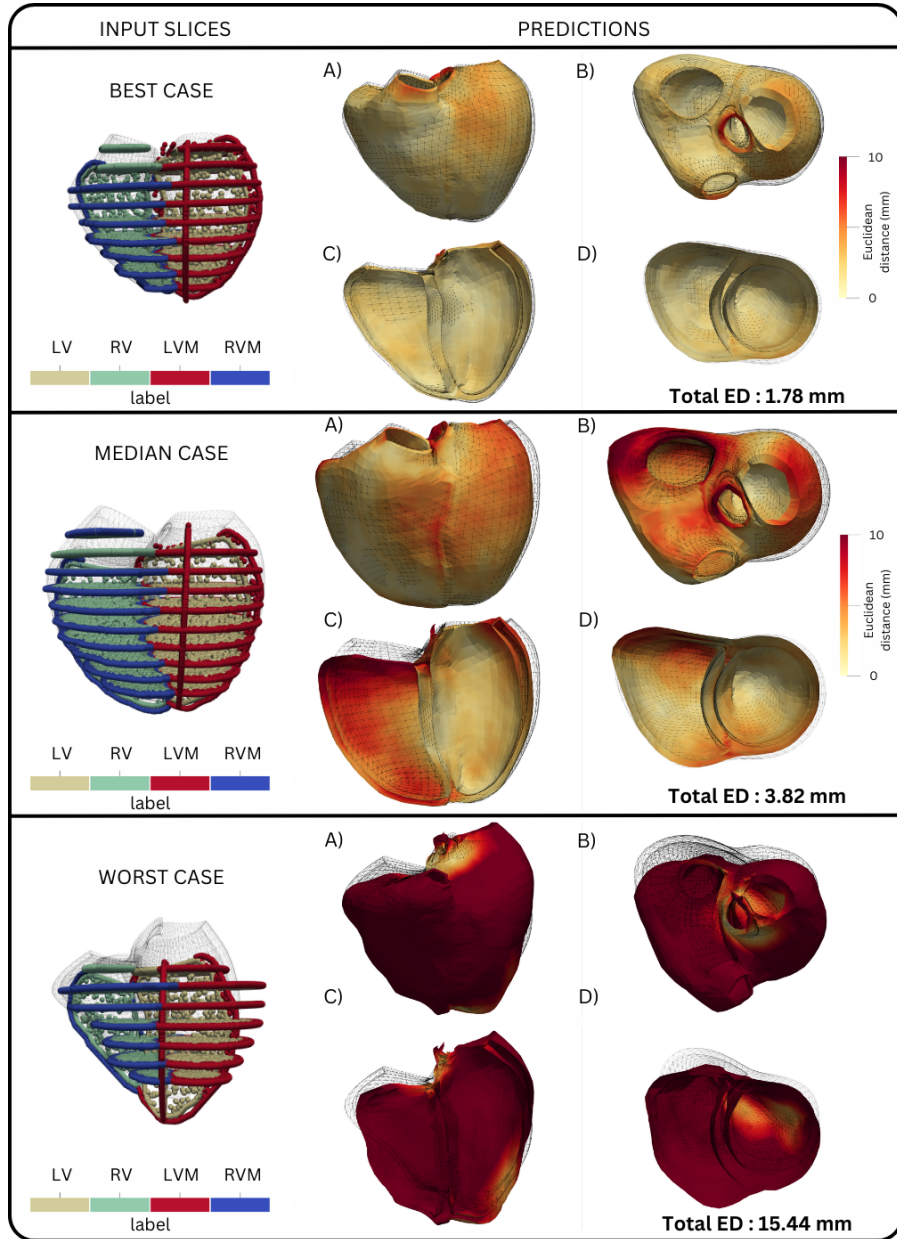 INPUT SLICES
PREDICTIONS
BEST CASE
A)
B)
10
Euclidean
distance (mm)
0
C)
D)
LV RV LVM RVM
label
Total ED : 1.78 mm
MEDIAN CASE
A)
B)
10
Euclidean
distance (mm)
0
C)
D)
LV RV LVM RVM
label
Total ED : 3.82 mm
WORST CASE
A)
B)
C)
D)
LV RV LVM RVM
label
Total ED : 15.44 mm